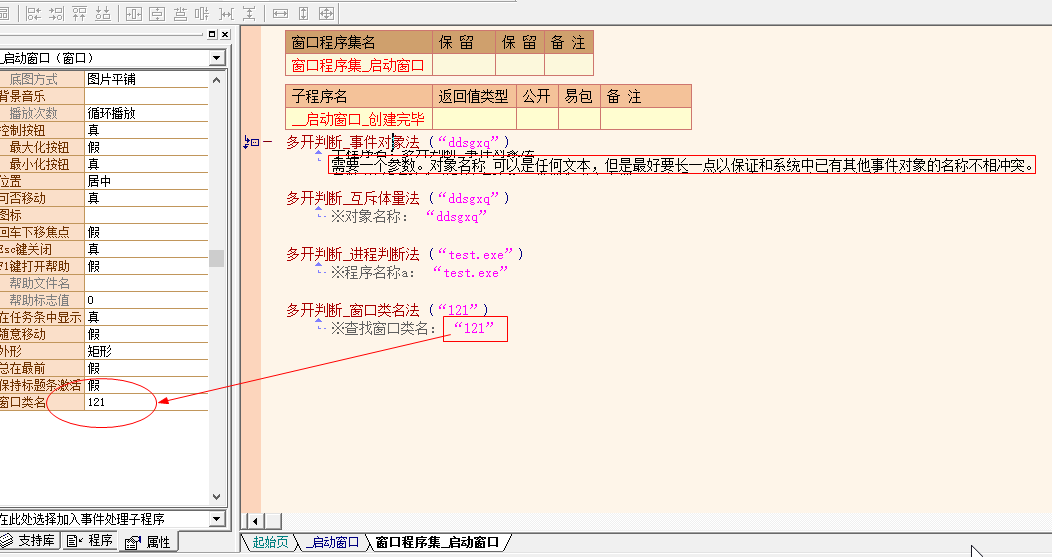 _启动窗口（窗口）
底图方式 图片平铺
背景音乐
播放次数 循环播放
控制按钮 真
最大化按钮 假
最小化按钮 真
位置 居中
可否移动 真
图标
回车下移焦点 假
Esc键关闭 真
F1键打开帮助 假
帮助文件名
帮助标志值 0
在任务条中显示 真
随意移动 假
外形 矩形
总在最前 假
保持标题条激活 假
窗口类名 121
在此处选择加入事件处理子程序
支持库 程序 属性
窗口程序集名 保 留 保 留 备 注
窗口程序集_启动窗口
子程序名 返回值类型 公开 易包 备 注
__启动窗口_创建完毕
多开判断_事件对象法（“ddsgxq”）
需要一个参数。对象名称 可以是任何文本，但是最好要长一点以保证和系统中已有其他事件对象的名称不相冲突。
多开判断_互斥体量法（“ddsgxq”）
※对象名称： “ddsgxq”
多开判断_进程判断法（“test.exe”）
※程序名称a： “test.exe”
多开判断_窗口类名法（“121”）
※查找窗口类名： “121”
起始页 _启动窗口 窗口程序集_启动窗口